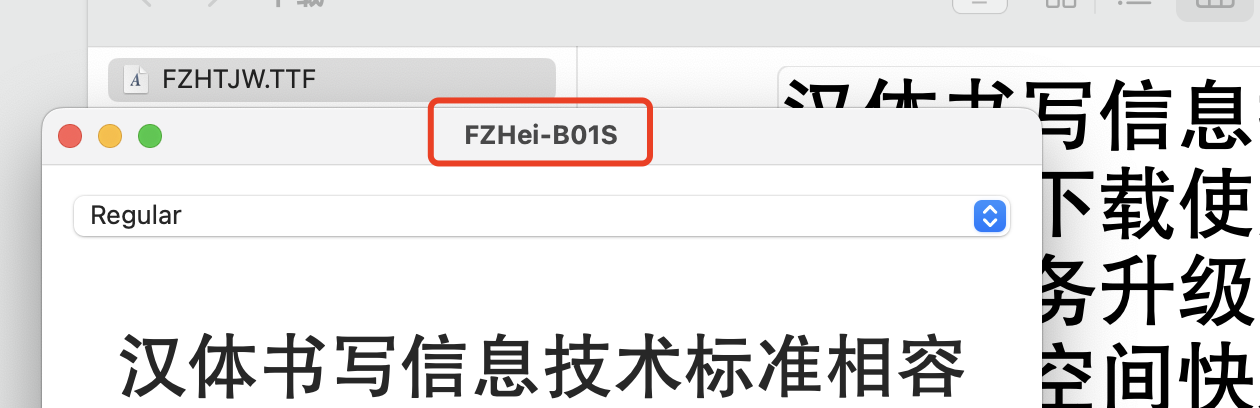 FZHTJW.TTF
FZHei-B01S
Regular
汉体书写信息技术标准相容
汉体书写信息
下载使
务升级
空间快